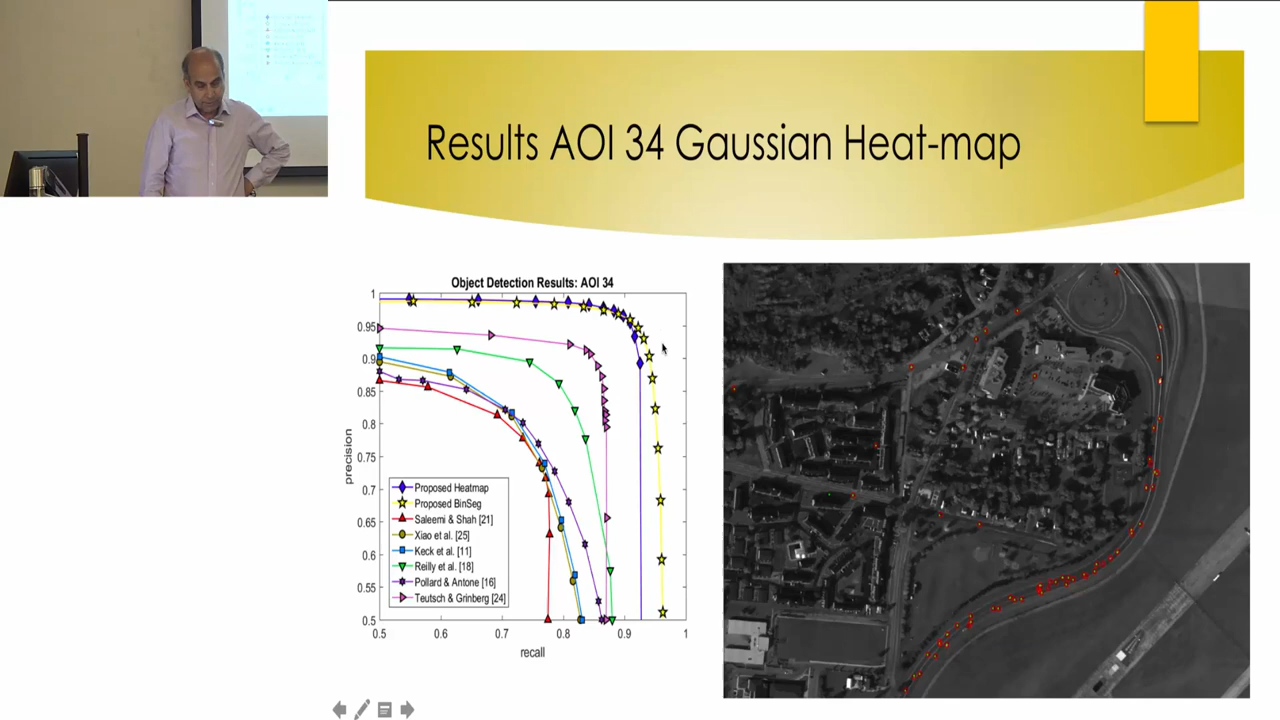 Results AOI 34 Gaussian Heat-map
Object Detection Results: AOI 34
1
0.95
0.9
0.85
0.8
0.75
0.7
0.65
0.6
0.55
0.5
precision
Proposed Heatmap
Proposed BinSeg
Saleemi & Shah [21]
Xiao et al. [25]
Keck et al. [11]
Reilly et al. [18]
Pollard & Antone [16]
Teutsch & Grinberg [24]
0.5 0.6 0.7 0.8 0.9 1
recall